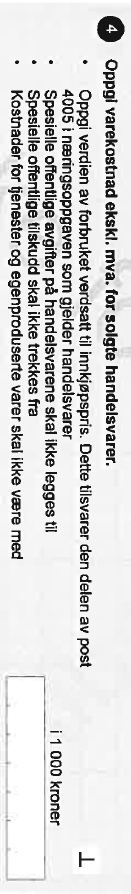 4 Oppgi varekostnad ekskl. mva. for solgte handelsvarer.
• Oppgi verdien av forbruket verdsatt til innkjøpspris. Dette tilsvarer den delen av post
4005 i næringsoppgaven som gjelder handelsvarer
• Spesielle offentlige avgifter på handelsvarene skal ikke legges til
• Spesielle offentlige tilskudd skal ikke trekkes fra
• Kostnader for tjenester og egenproduserte varer skal ikke være med
i 1 000 kroner